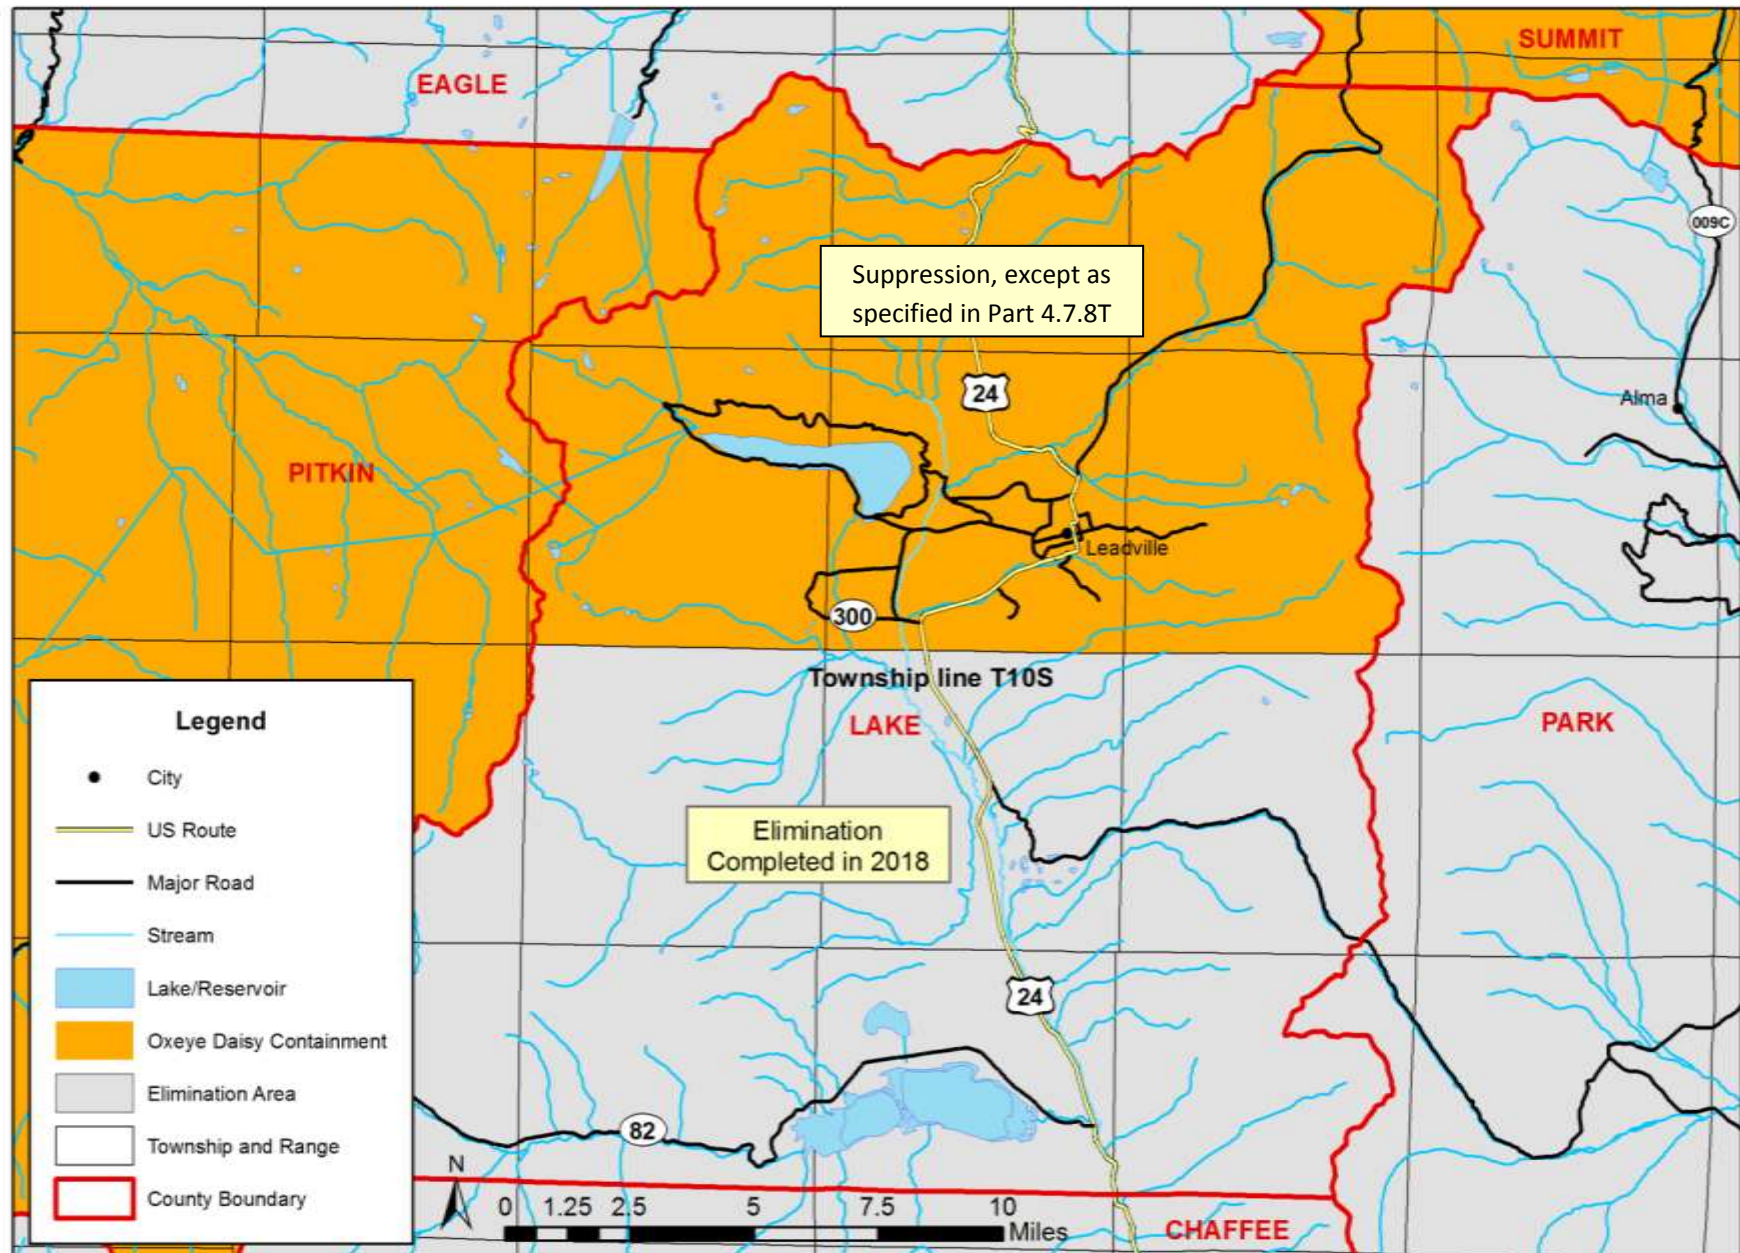 EAGLE
SUMMIT
009C
Suppression, except as
specified in Part 4.7.8T
24
Alma
PITKIN
Leadville
300
Township line T10S
LAKE
PARK
Elimination
Completed in 2018
24
82
CHAFFEE
Legend
City
US Route
Major Road
Stream
Lake/Reservoir
Oxeye Daisy Containment
Elimination Area
Township and Range
County Boundary
N
0 1.25 2.5 5 7.5 10
Miles